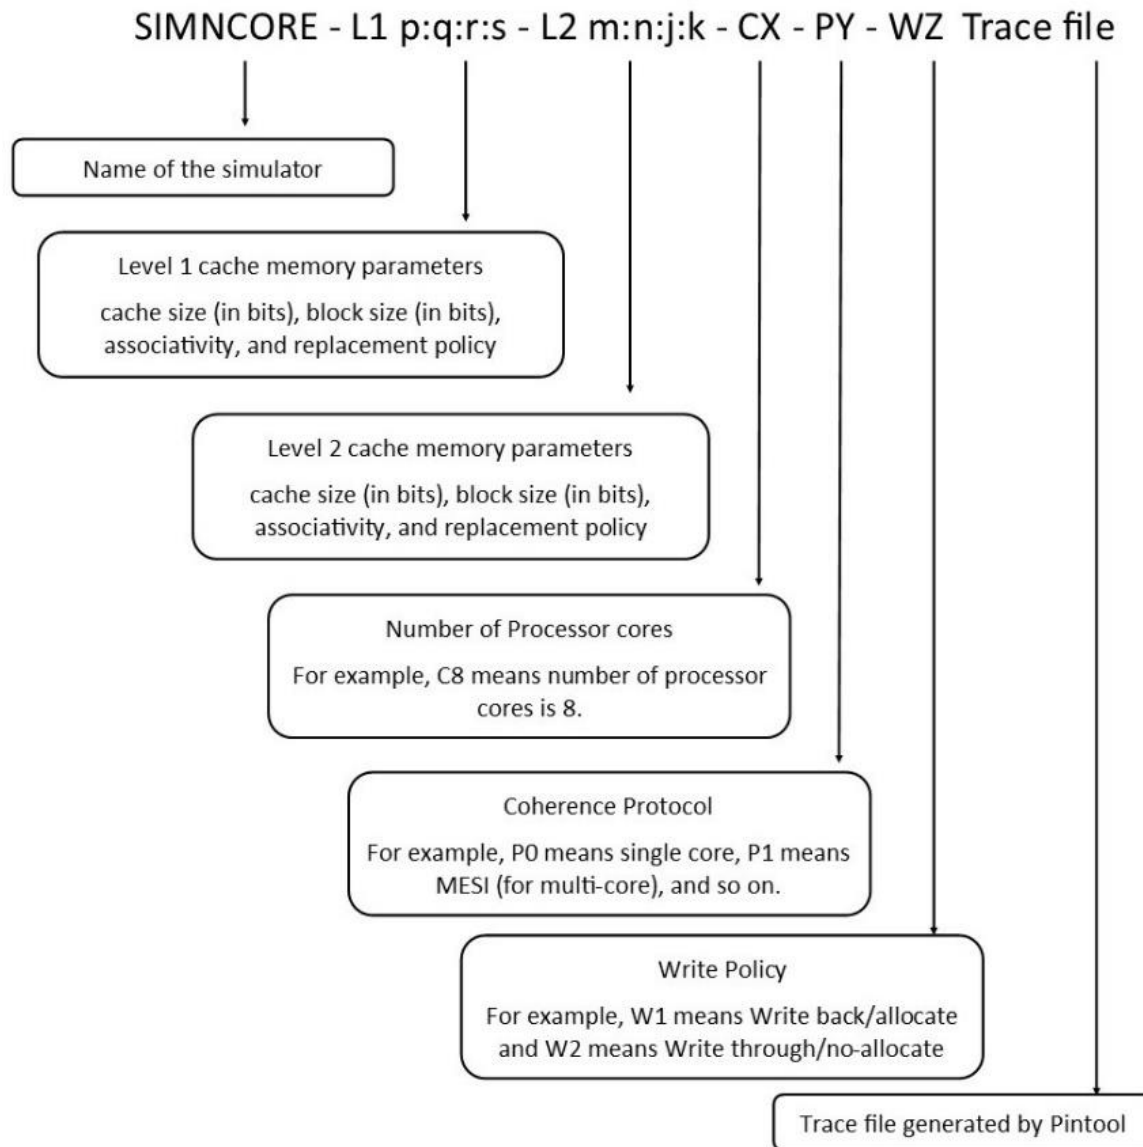 SIMNCORE - L1 p:q:r:s - L2 m:n:j:k - CX - PY - WZ Trace file
Name of the simulator
Level 1 cache memory parameters
cache size (in bits), block size (in bits),
associativity, and replacement policy
Level 2 cache memory parameters
cache size (in bits), block size (in bits),
associativity, and replacement policy
Number of Processor cores
For example, C8 means number of processor
cores is 8.
Coherence Protocol
For example, P0 means single core, P1 means
MESI (for multi-core), and so on.
Write Policy
For example, W1 means Write back/allocate
and W2 means Write through/no-allocate
Trace file generated by Pintool